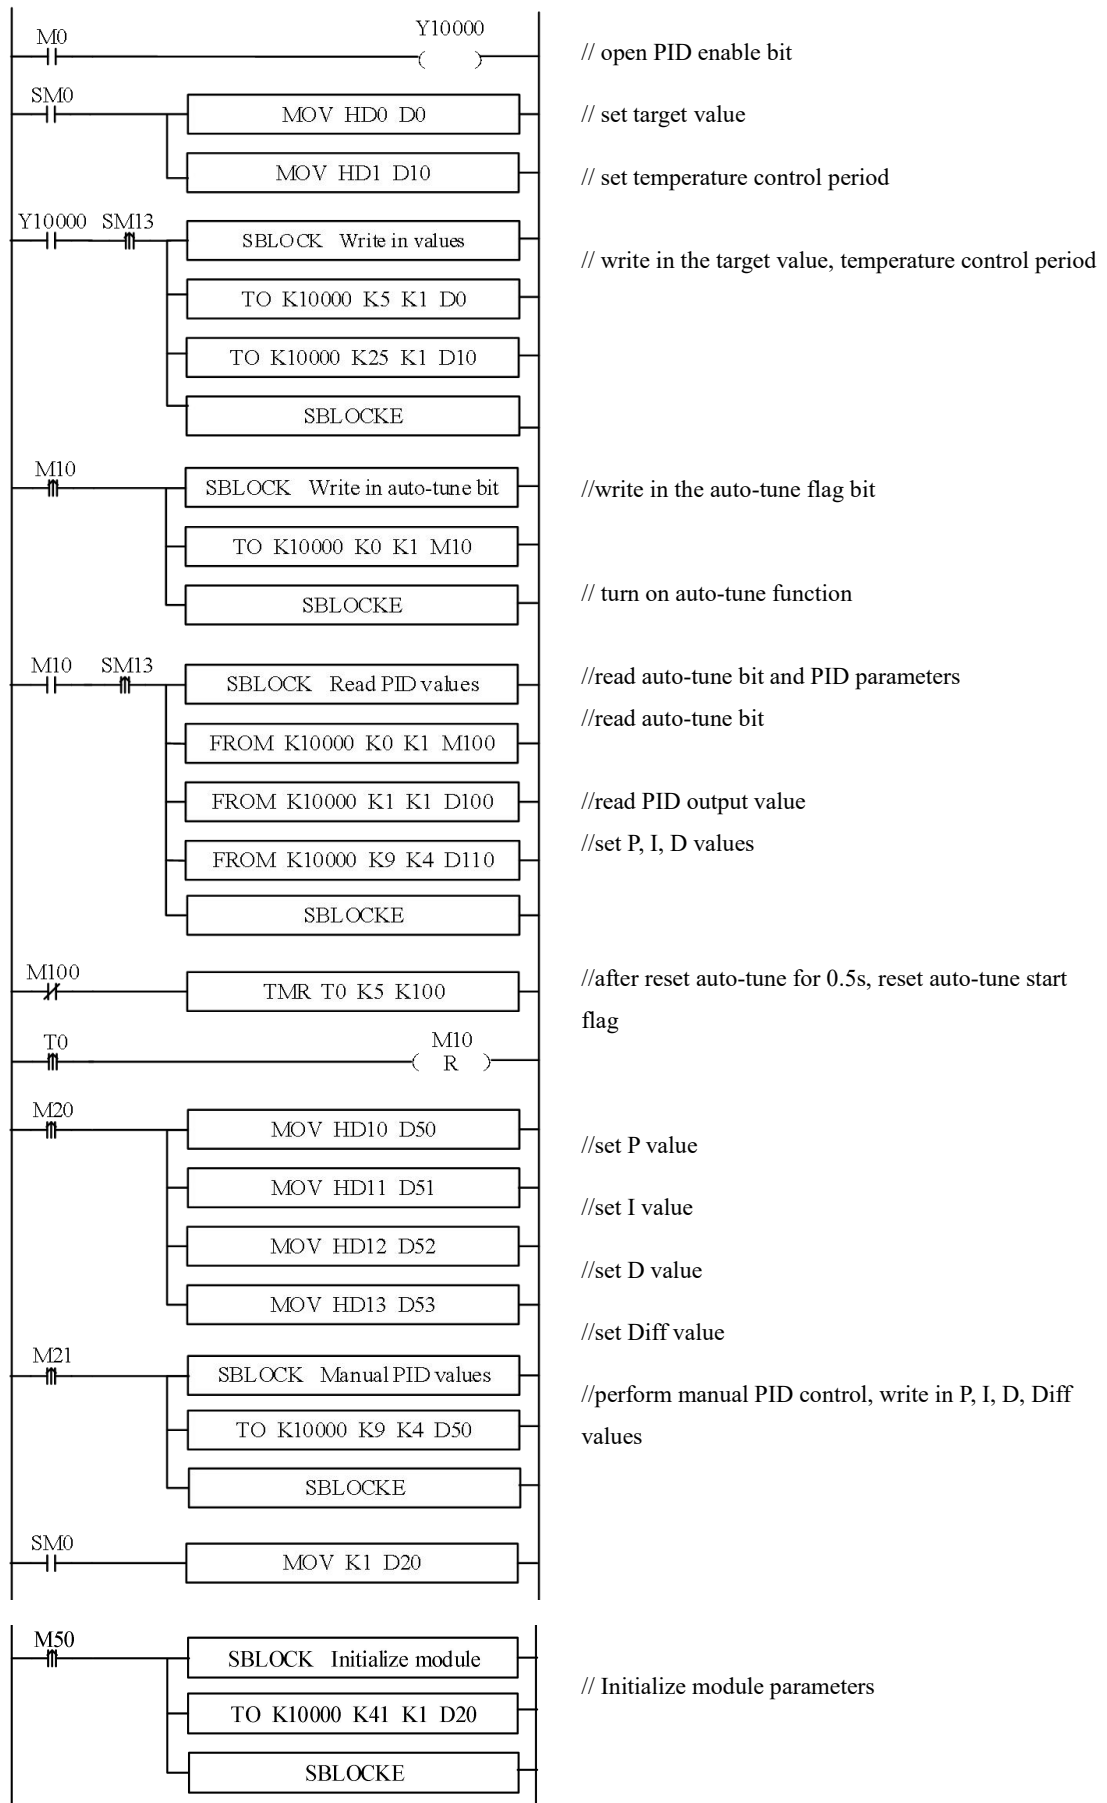 M0
Y10000
( )
// open PID enable bit
SM0
MOV HD0 D0
// set target value
MOV HD1 D10
// set temperature control period
Y10000 SM13
SBLOCK Write in values
// write in the target value, temperature control period
TO K10000 K5 K1 D0
TO K10000 K25 K1 D10
SBLOCKE
M10
SBLOCK Write in auto-tune bit
//write in the auto-tune flag bit
TO K10000 K0 K1 M10
SBLOCKE
// turn on auto-tune function
M10 SM13
SBLOCK Read PID values
//read auto-tune bit and PID parameters
//read auto-tune bit
FROM K10000 K0 K1 M100
FROM K10000 K1 K1 D100
//read PID output value
//set P, I, D values
FROM K10000 K9 K4 D110
SBLOCKE
M100
TMR T0 K5 K100
//after reset auto-tune for 0.5s, reset auto-tune start
flag
T0
M10
( R )
M20
MOV HD10 D50
//set P value
MOV HD11 D51
//set I value
MOV HD12 D52
//set D value
MOV HD13 D53
//set Diff value
M21
SBLOCK Manual PID values
//perform manual PID control, write in P, I, D, Diff
values
TO K10000 K9 K4 D50
SBLOCKE
SM0
MOV K1 D20
M50
SBLOCK Initialize module
// Initialize module parameters
TO K10000 K41 K1 D20
SBLOCKE